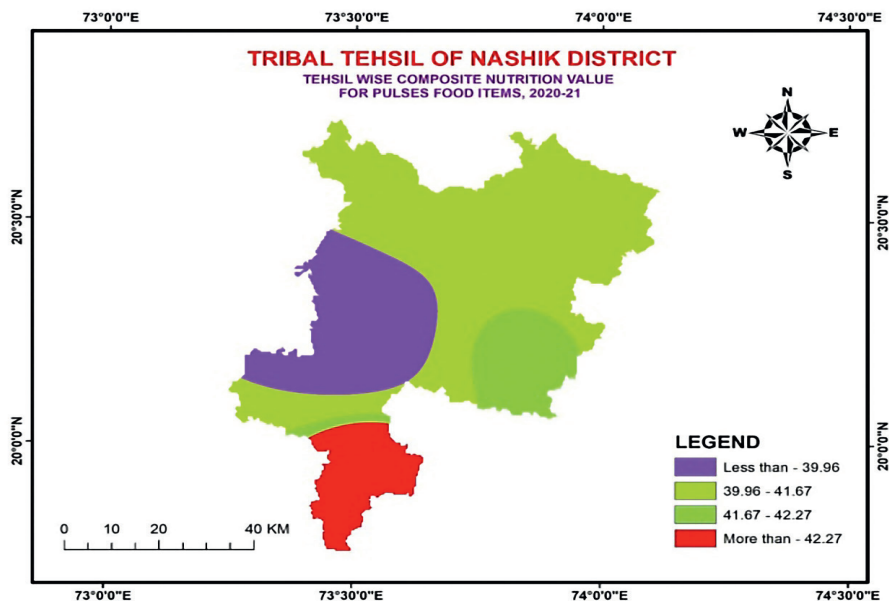 73°0'0"E 73°30'0"E 74°0'0"E 74°30'0"E
TRIBAL TEHSIL OF NASHIK DISTRICT
TEHSIL WISE COMPOSITE NUTRITION VALUE
FOR PULSES FOOD ITEMS, 2020-21
N
W E
S
20°30'0"N 20°30'0"N
20°0'0"N 20°0'0"N
LEGEND
Less than - 39.96
39.96 - 41.67
41.67 - 42.27
More than - 42.27
0 10 20 40 KM
73°0'0"E 73°30'0"E 74°0'0"E 74°30'0"E